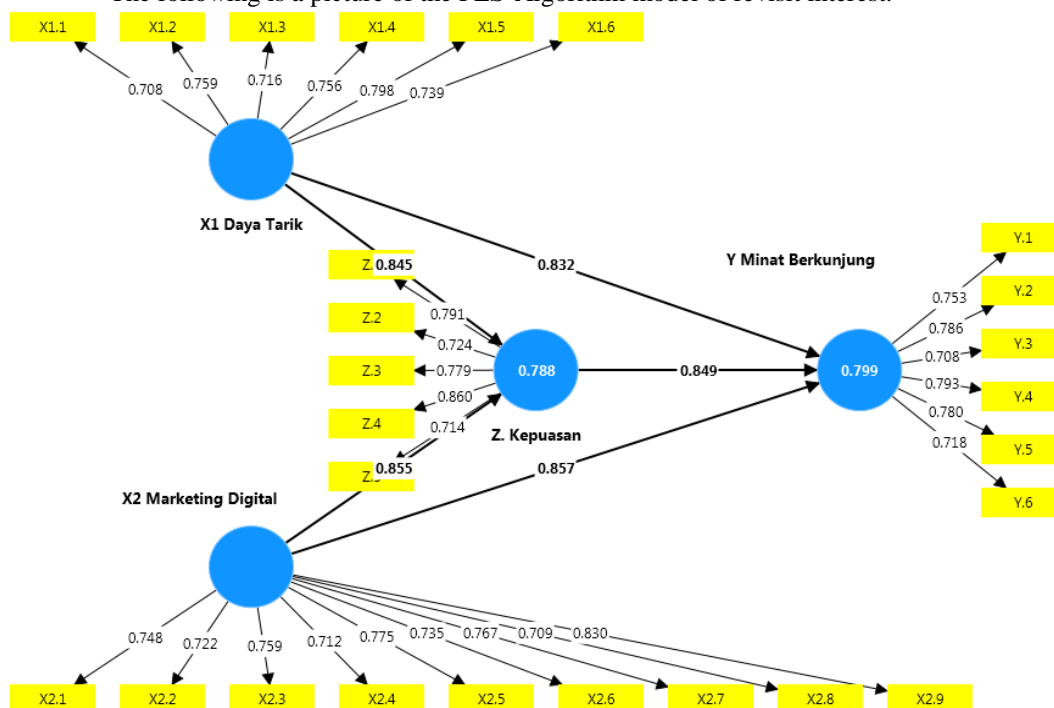 The following is a picture of the PLS-Algorithm model of revisit interest.
X1.1 X1.2 X1.3 X1.4 X1.5 X1.6
0.708 0.759 0.716 0.756 0.798 0.739
X1 Daya Tarik
Y Minat Berkunjung
Y.1
Y.2
Y.3
Y.4
Y.5
Y.6
0.753
0.786
0.708
0.793
0.780
0.718
0.845
0.832
Z.2
Z.3
Z.4
0.791
0.724
0.779
0.860
0.714
0.788
0.849
0.799
Z. Kepuasan
0.855
0.857
X2 Marketing Digital
0.748 0.722 0.759 0.712 0.775 0.735 0.767 0.709 0.830
X2.1 X2.2 X2.3 X2.4 X2.5 X2.6 X2.7 X2.8 X2.9